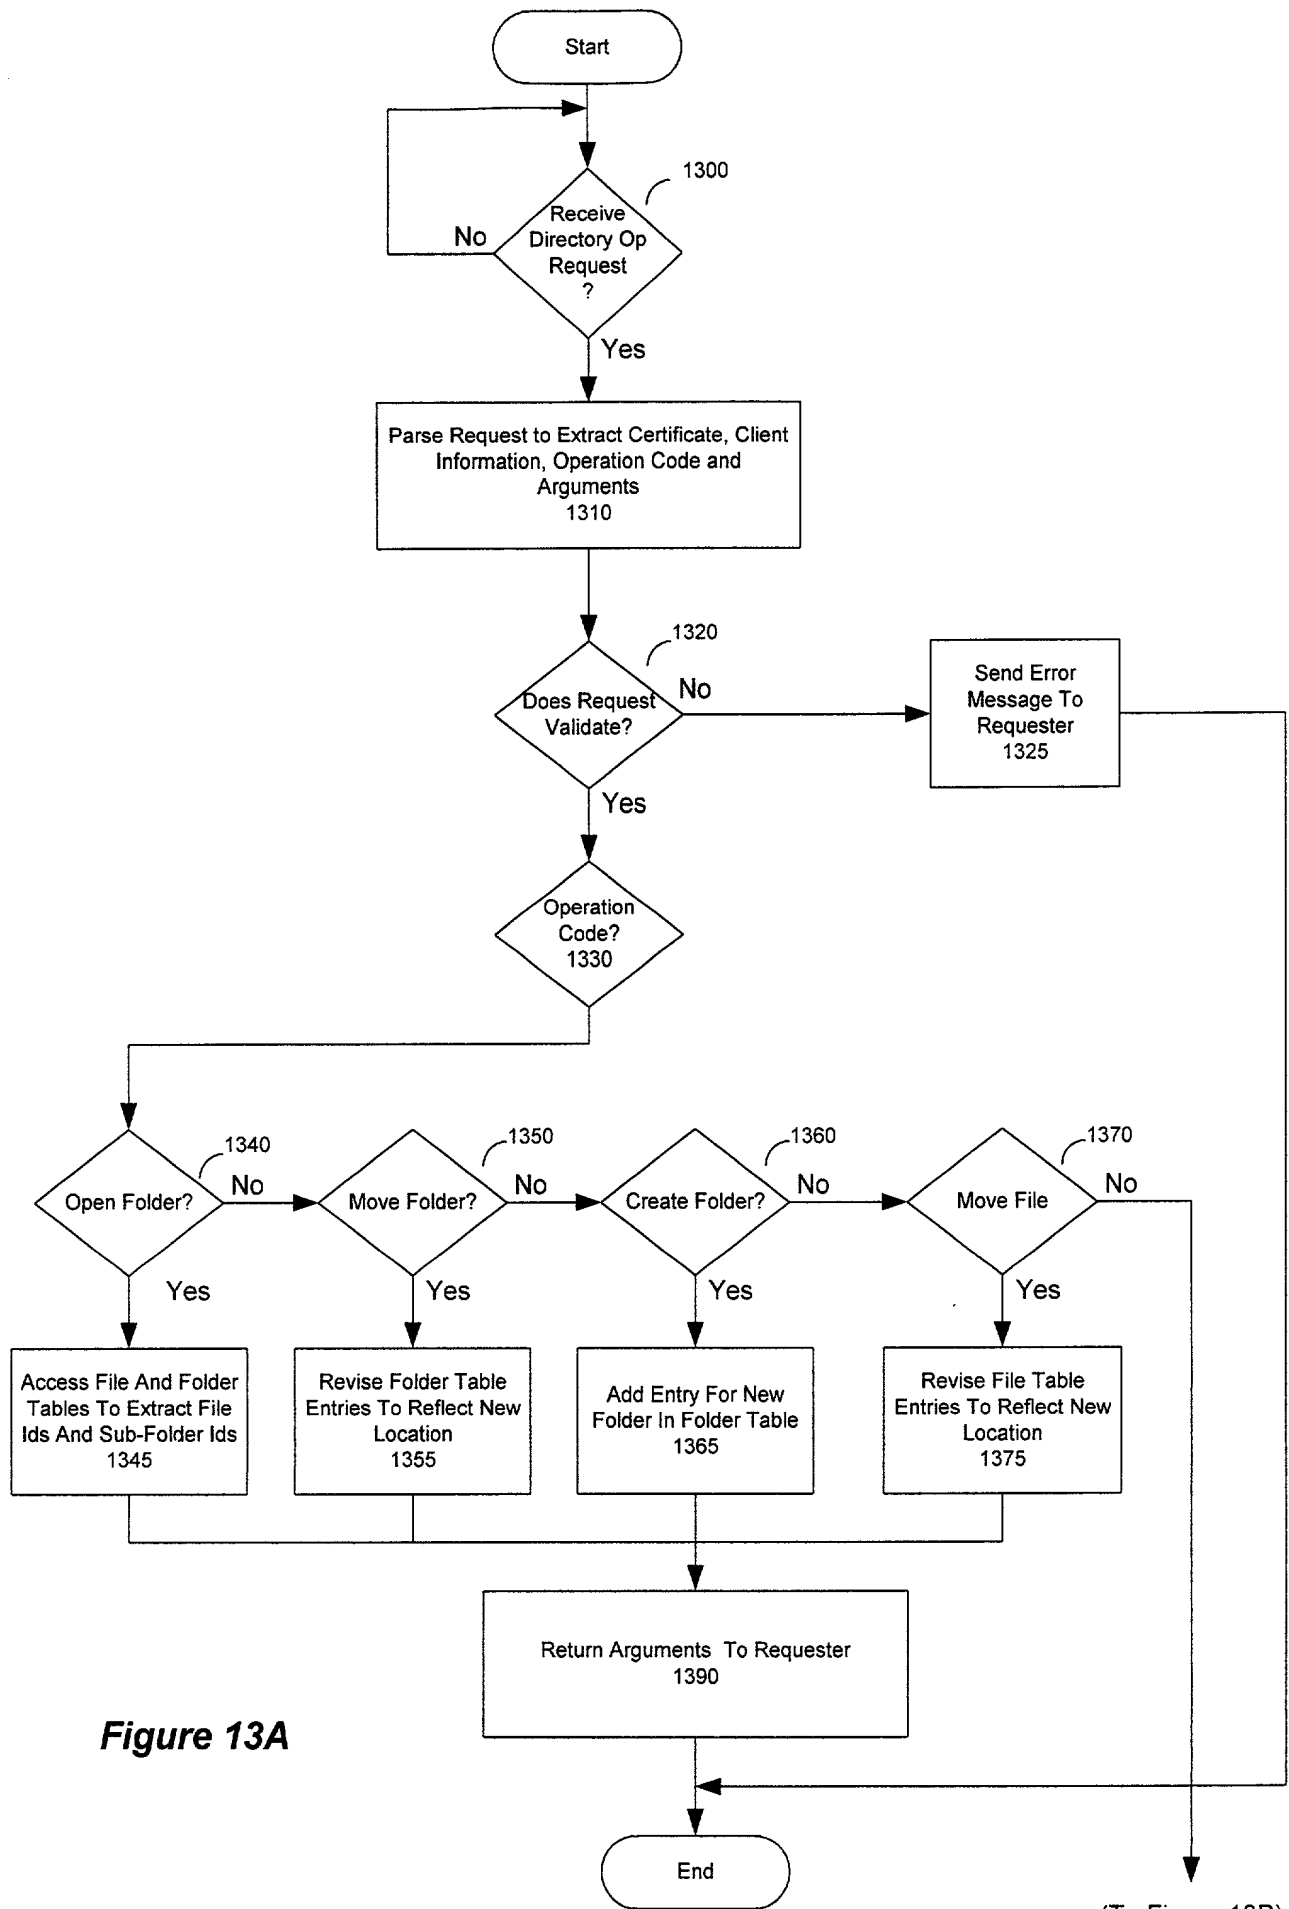 Start
1300
Receive
Directory Op
Request
?
No
Yes
Parse Request to Extract Certificate, Client
Information, Operation Code and
Arguments
1310
1320
Does Request
Validate?
No
Send Error
Message To
Requester
1325
Yes
Operation
Code?
1330
1340
Open Folder?
No
1350
Move Folder?
No
1360
Create Folder?
No
1370
Move File
No
Yes
Yes
Yes
Yes
Access File And Folder
Tables To Extract File
Ids And Sub-Folder Ids
1345
Revise Folder Table
Entries To Reflect New
Location
1355
Add Entry For New
Folder In Folder Table
1365
Revise File Table
Entries To Reflect New
Location
1375
Return Arguments To Requester
1390
Figure 13A
End
(To Figure 13B)